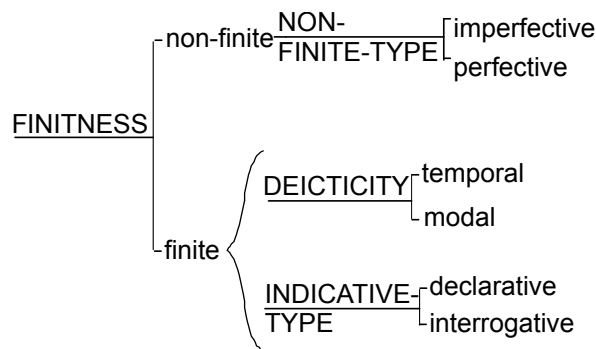 NON-
non-finite FINITE-TYPE imperfective
perfective
FINITNESS
DEICTICITY temporal
modal
finite
INDICATIVE- declarative
TYPE interrogative